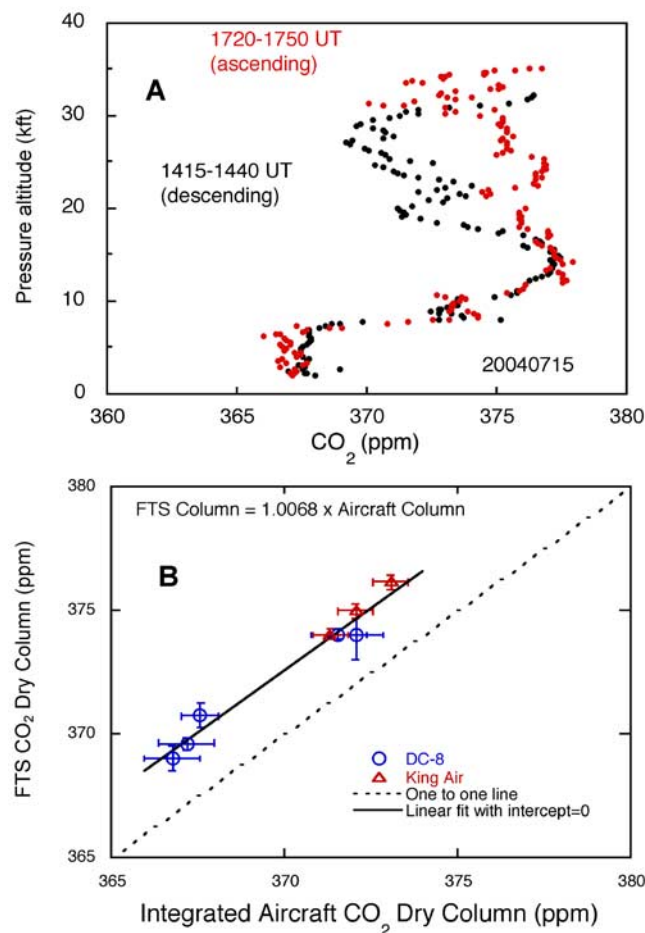 40
1720-1750 UT
(ascending)
A
30
1415-1440 UT
(descending)
20
10
20040715
0
Pressure altitude (kft)
360 365 370 375 380
CO2 (ppm)
380
FTS Column = 1.0068 x Aircraft Column
B
375
370
365
FTS CO2 Dry Column (ppm)
DC-8
King Air
One to one line
Linear fit with intercept=0
365 370 375 380
Integrated Aircraft CO2 Dry Column (ppm)